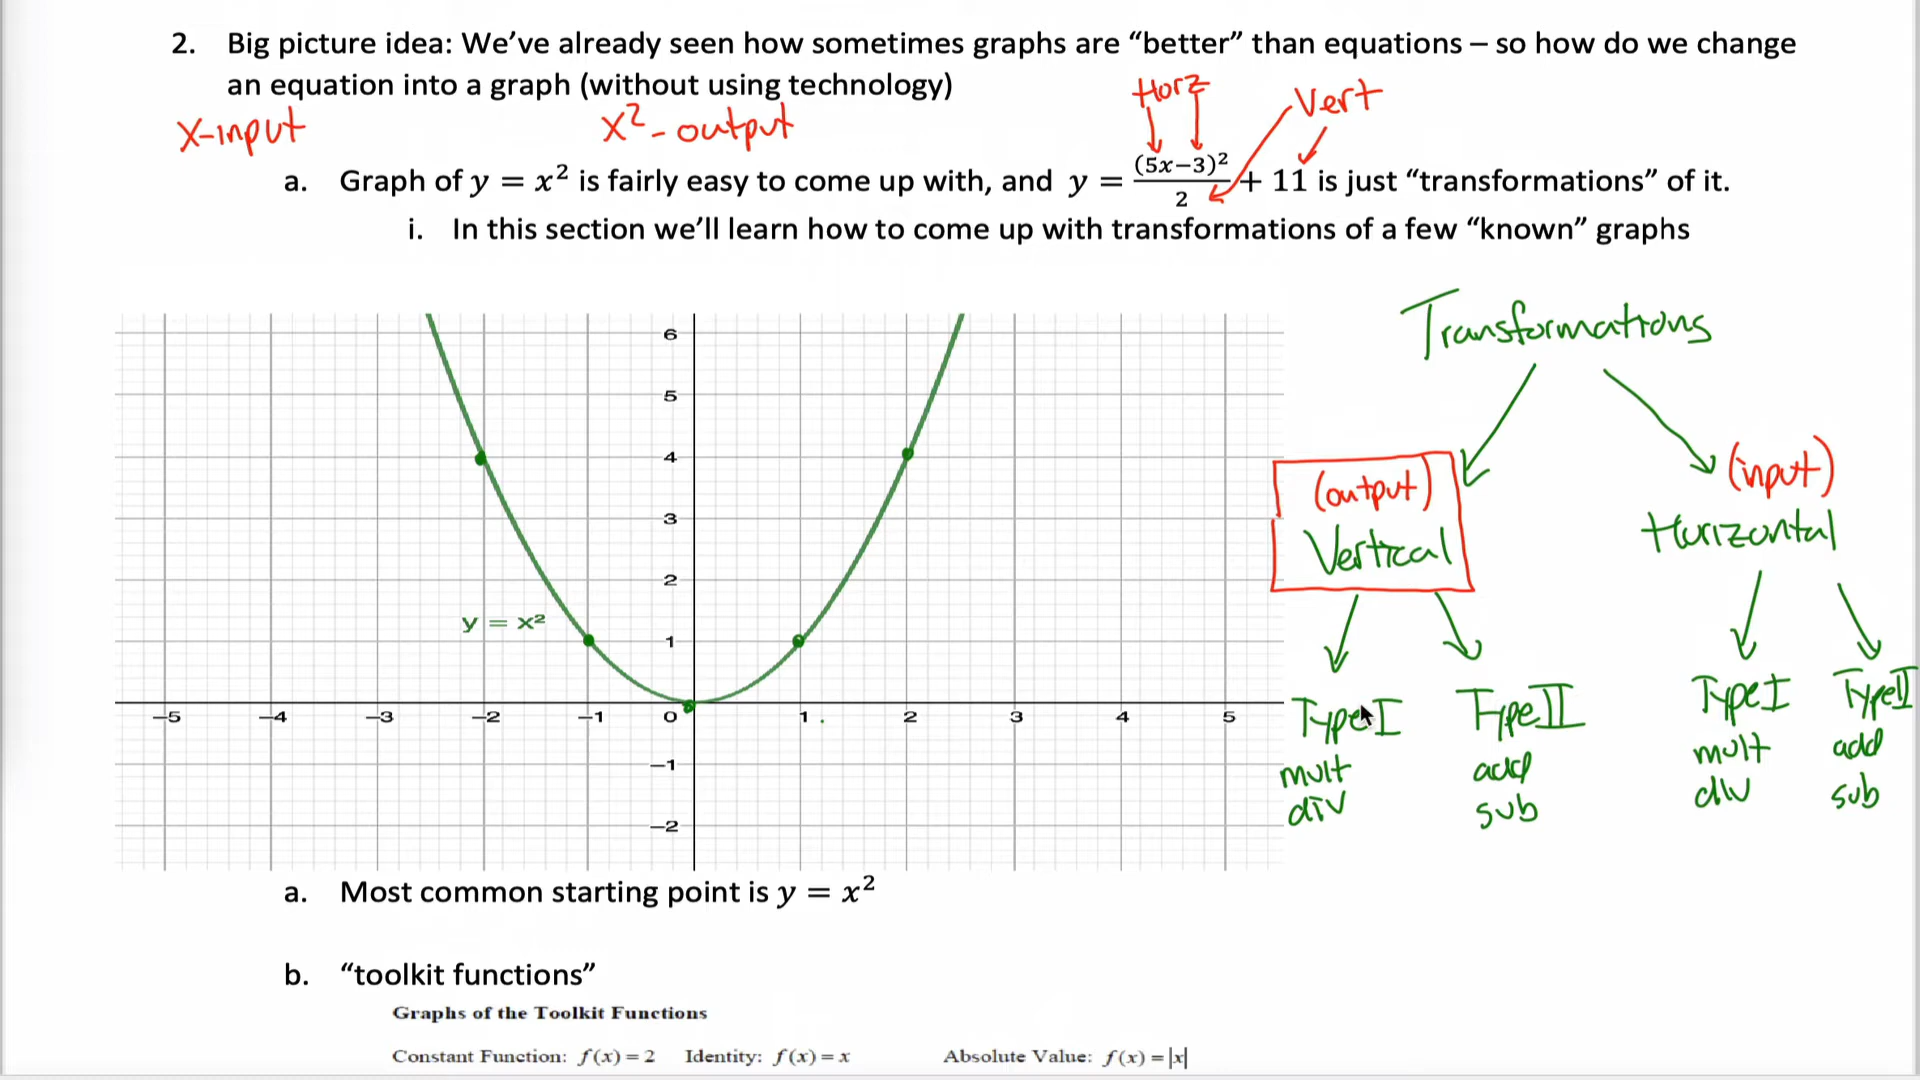 2. Big picture idea: We’ve already seen how sometimes graphs are “better” than equations – so how do we change
an equation into a graph (without using technology)
Horz
Vert
X-input
x² - output
a. Graph of y = x² is fairly easy to come up with, and y = (5x−3)²/2 + 11 is just “transformations” of it.
i. In this section we’ll learn how to come up with transformations of a few “known” graphs
Transformations
6
5
4
3
2
1
0
−1
−2
−5 −4 −3 −2 −1 1 2 3 4 5
y = x²
(output)
Vertical
(input)
Horizontal
Type I
mult
div
Type II
add
sub
Type I
mult
div
Type II
add
sub
a. Most common starting point is y = x²
b. “toolkit functions”
Graphs of the Toolkit Functions
Constant Function: f(x) = 2 Identity: f(x) = x Absolute Value: f(x) = |x|